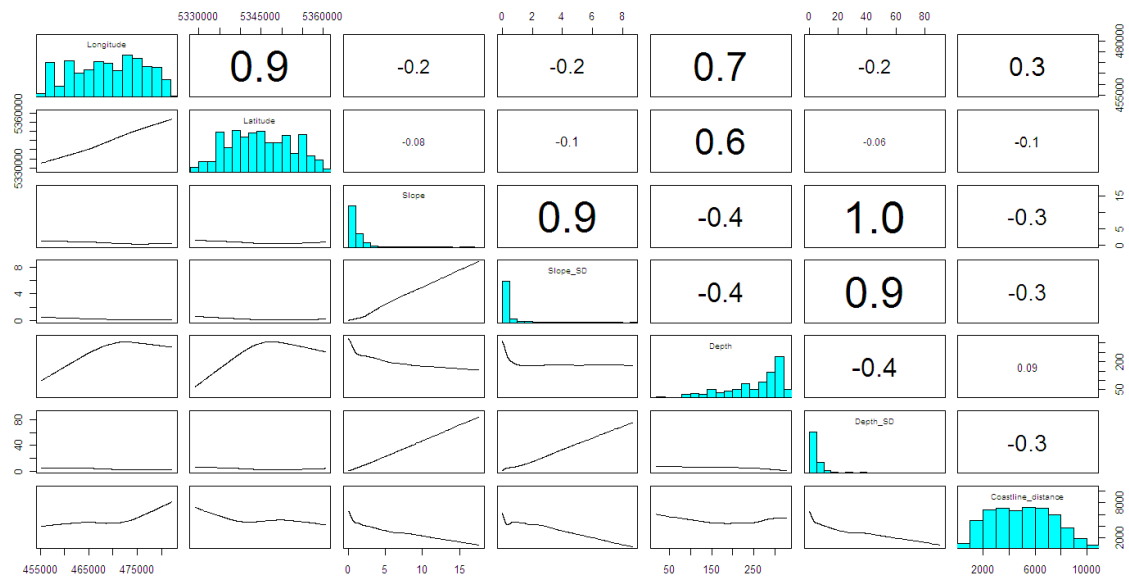 5330000 5345000 5360000 0 2 4 6 8 0 20 40 60 80
Longitude 0.9 -0.2 -0.2 0.7 -0.2 0.3 455000 480000
5330000 5360000 Latitude -0.08 -0.1 0.6 -0.06 -0.1
Slope 0.9 -0.4 1.0 -0.3 0 5 15
0 4 8 Slope_SD -0.4 0.9 -0.3
Depth -0.4 0.09 50 200
0 40 80 Depth_SD -0.3
Coastline_distance 2000 8000
455000 465000 475000 0 5 10 15 50 150 250 2000 6000 10000